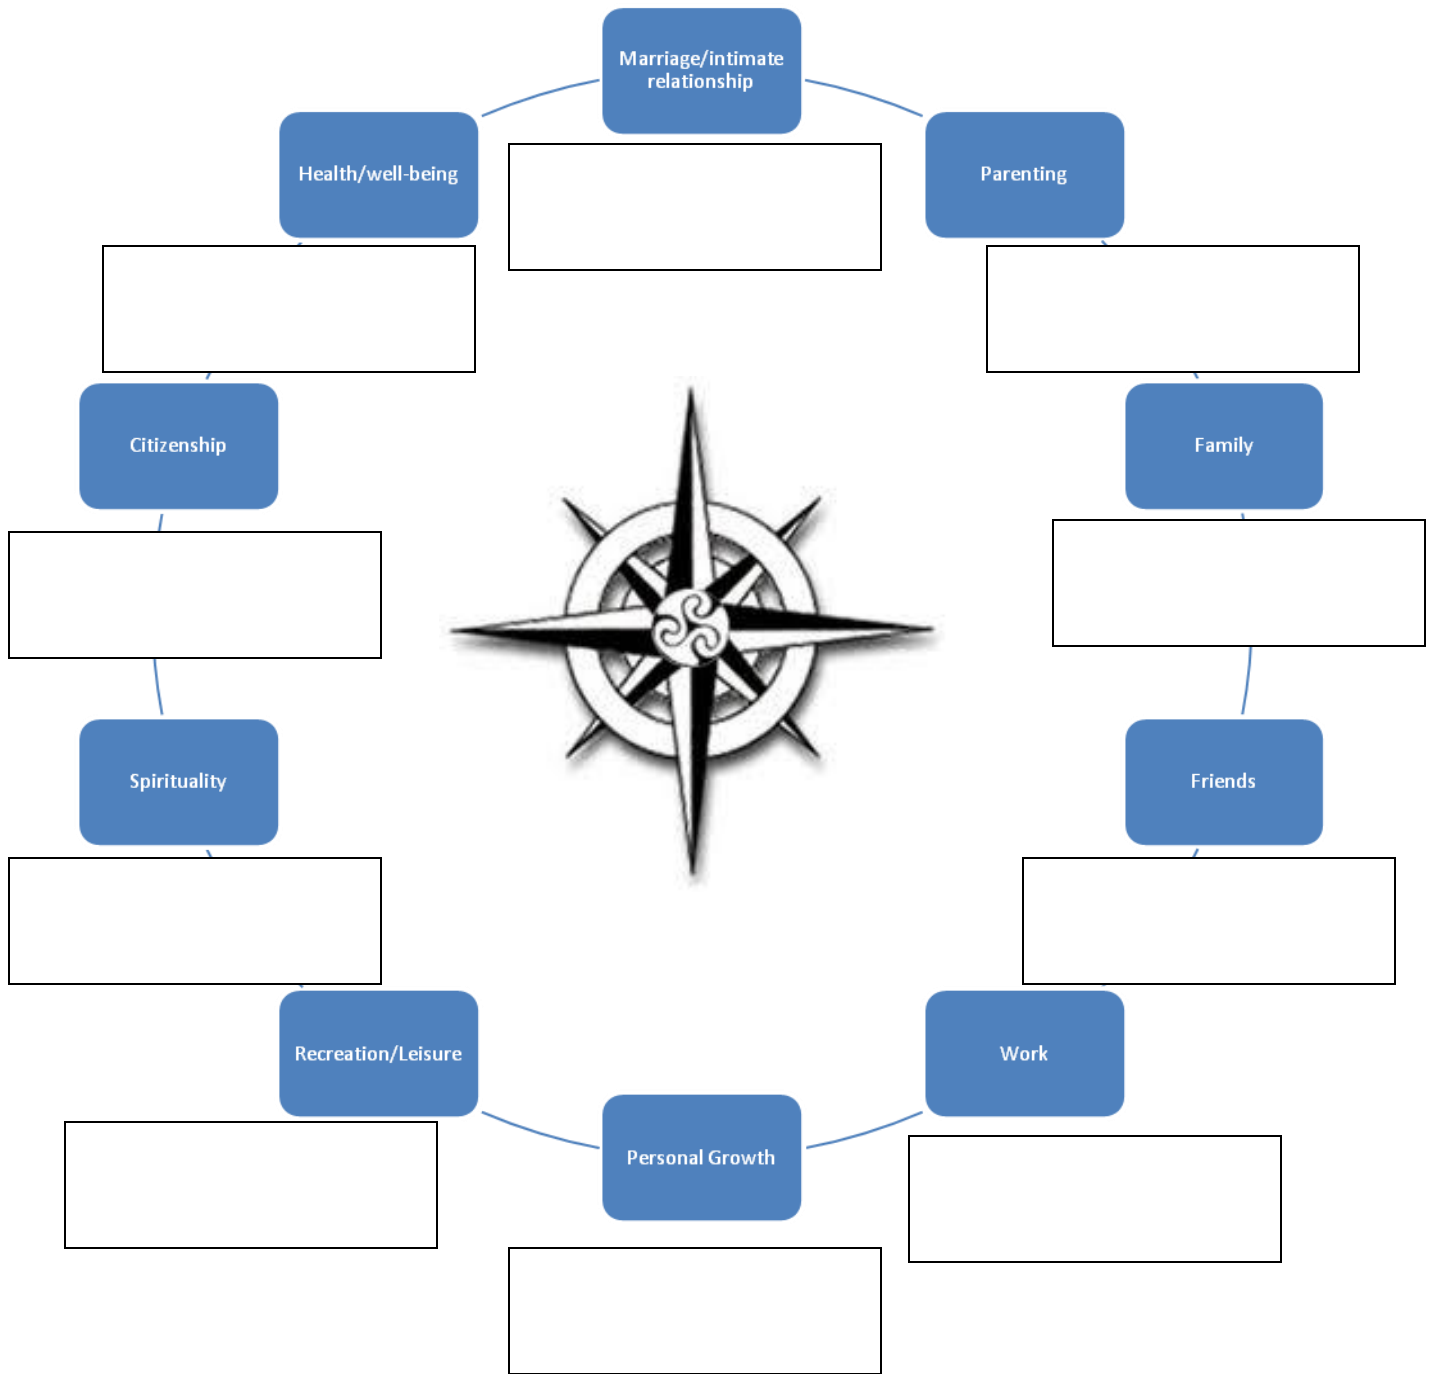 Marriage/intimate
relationship
Health/well-being
Parenting
Citizenship
Family
Spirituality
Friends
Recreation/Leisure
Work
Personal Growth